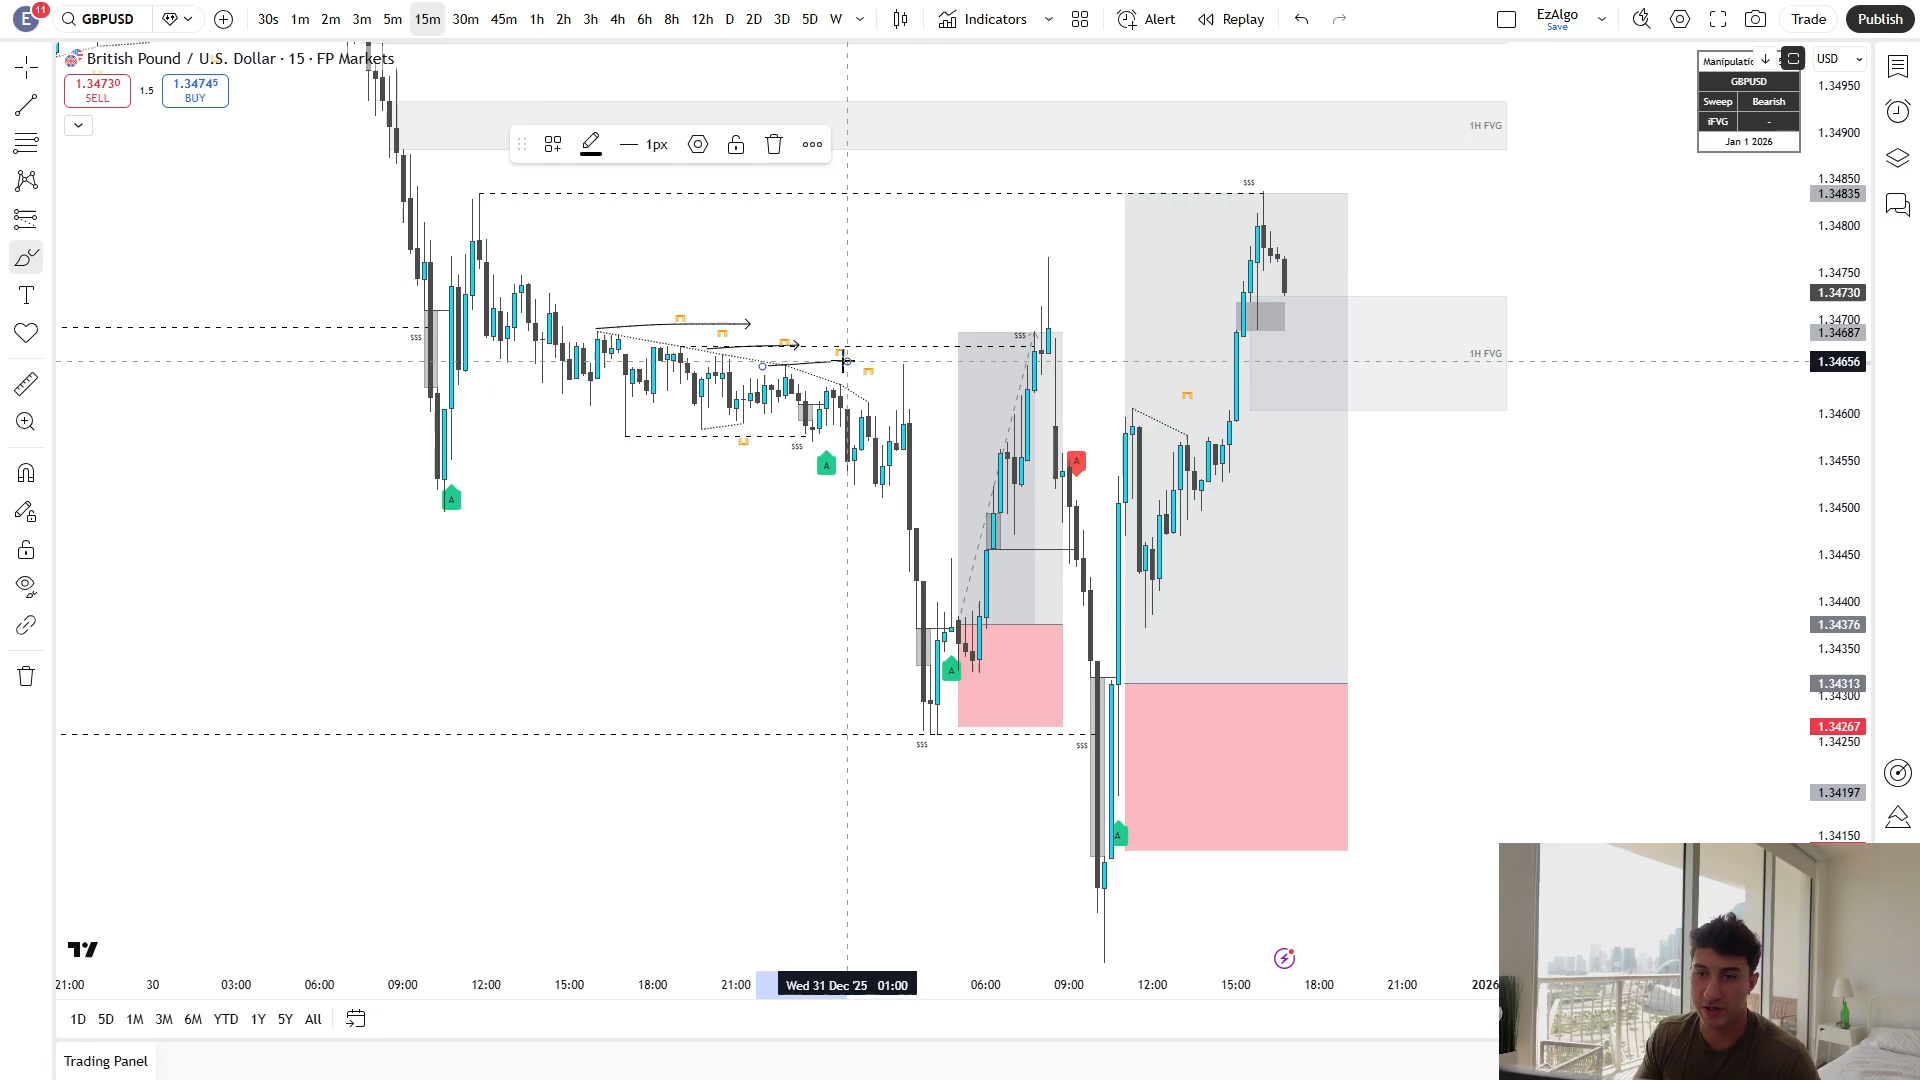 E 11 GBPUSD 30s 1m 2m 3m 5m 15m 30m 45m 1h 2h 3h 4h 6h 8h 12h D 2D 3D 5D W Indicators Alert Replay EzAlgo Save Trade Publish
British Pound / U.S. Dollar · 15 · FP Markets
1.34730 SELL 1.5 1.34745 BUY
1px
USD
GBPUSD
Sweep Bearish
iFVG -
Jan 1 2026
1H FVG
1H FVG
$$$
$$$
$$$
$$$
$$$
$$$
A
A
A
A
A
1.34950
1.34900
1.34850
1.34835
1.34800
1.34750
1.34730
1.34700
1.34687
1.34656
1.34600
1.34550
1.34500
1.34450
1.34400
1.34376
1.34350
1.34313
1.34300
1.34267
1.34250
1.34197
1.34150
21:00 30 03:00 06:00 09:00 12:00 15:00 18:00 21:00 Wed 31 Dec '25 01:00 06:00 09:00 12:00 15:00 18:00 21:00 2026
1D 5D 1M 3M 6M YTD 1Y 5Y All
Trading Panel